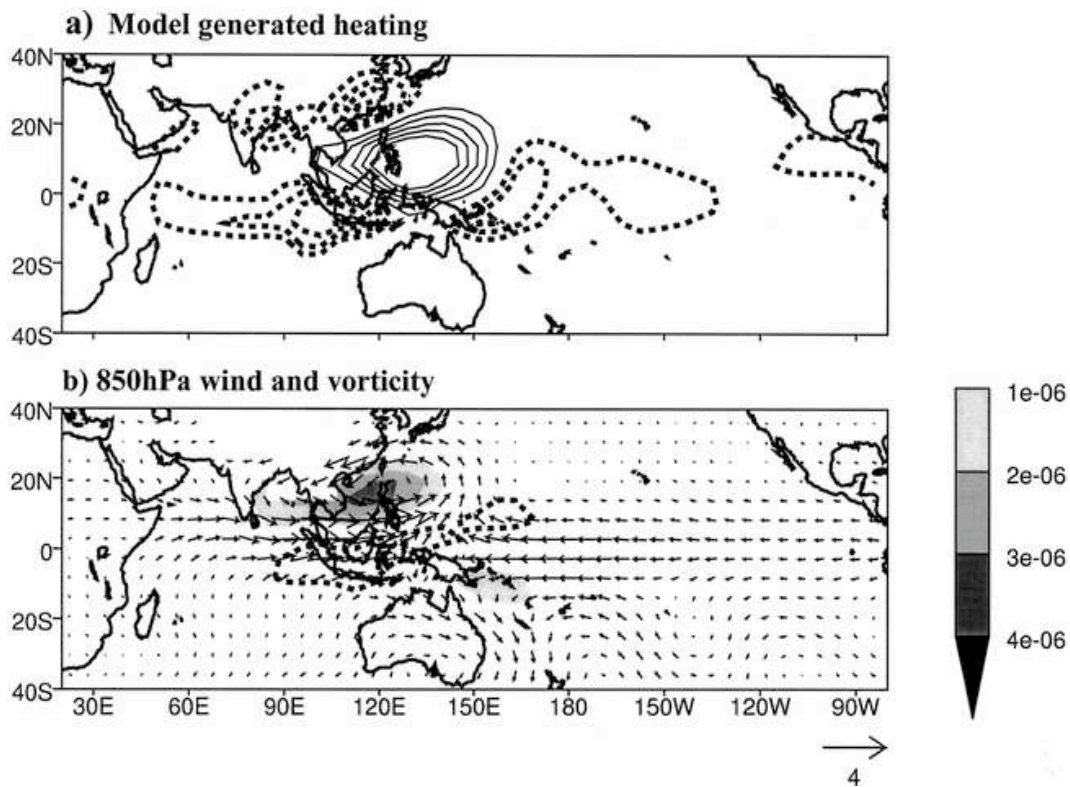 a) Model generated heating
40N
20N
0
20S
40S
b) 850hPa wind and vorticity
40N
20N
0
20S
40S
30E 60E 90E 120E 150E 180 150W 120W 90W
1e-06
2e-06
3e-06
4e-06
4